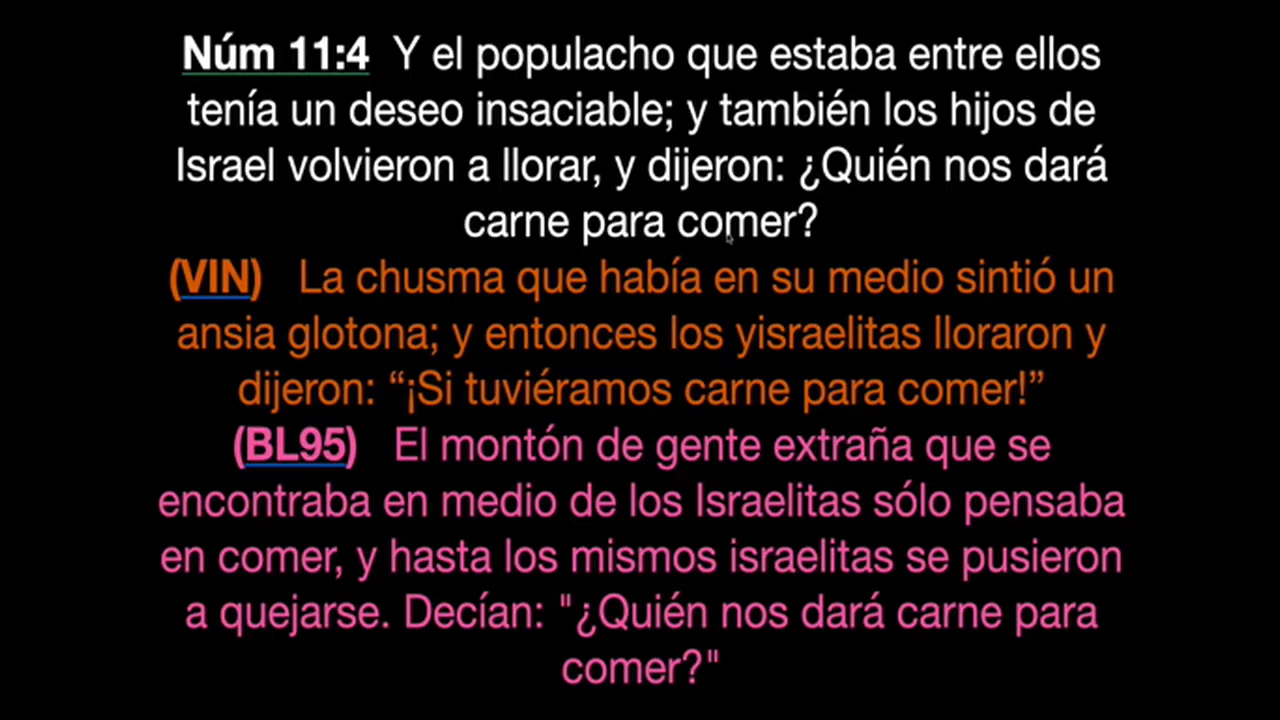 Núm 11:4 Y el populacho que estaba entre ellos
tenía un deseo insaciable; y también los hijos de
Israel volvieron a llorar, y dijeron: ¿Quién nos dará
carne para comer?
(VIN) La chusma que había en su medio sintió un
ansia glotona; y entonces los yisraelitas lloraron y
dijeron: “¡Si tuviéramos carne para comer!”
(BL95) El montón de gente extraña que se
encontraba en medio de los Israelitas sólo pensaba
en comer, y hasta los mismos israelitas se pusieron
a quejarse. Decían: "¿Quién nos dará carne para
comer?"